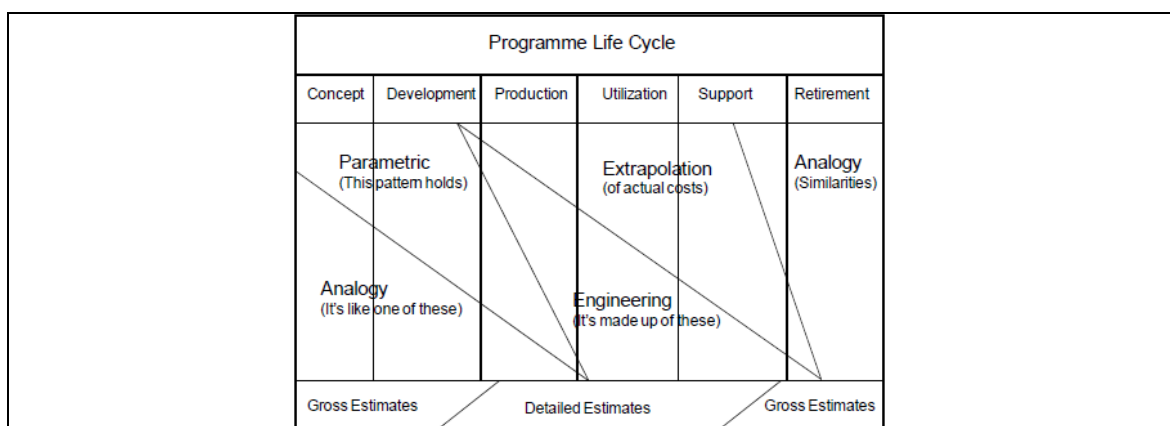 Programme Life Cycle
Concept Development Production Utilization Support Retirement
Parametric
(This pattern holds)
Extrapolation
(of actual costs)
Analogy
(Similarities)
Analogy
(It's like one of these)
Engineering
(It's made up of these)
Gross Estimates Detailed Estimates Gross Estimates